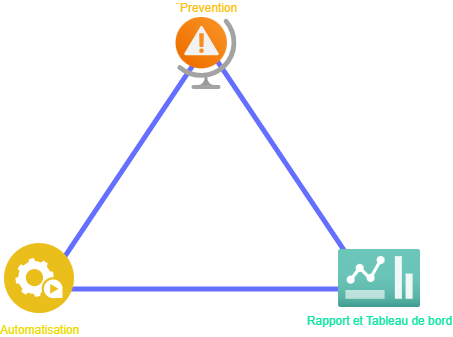 Prevention
Automatisation
Rapport et Tableau de bord